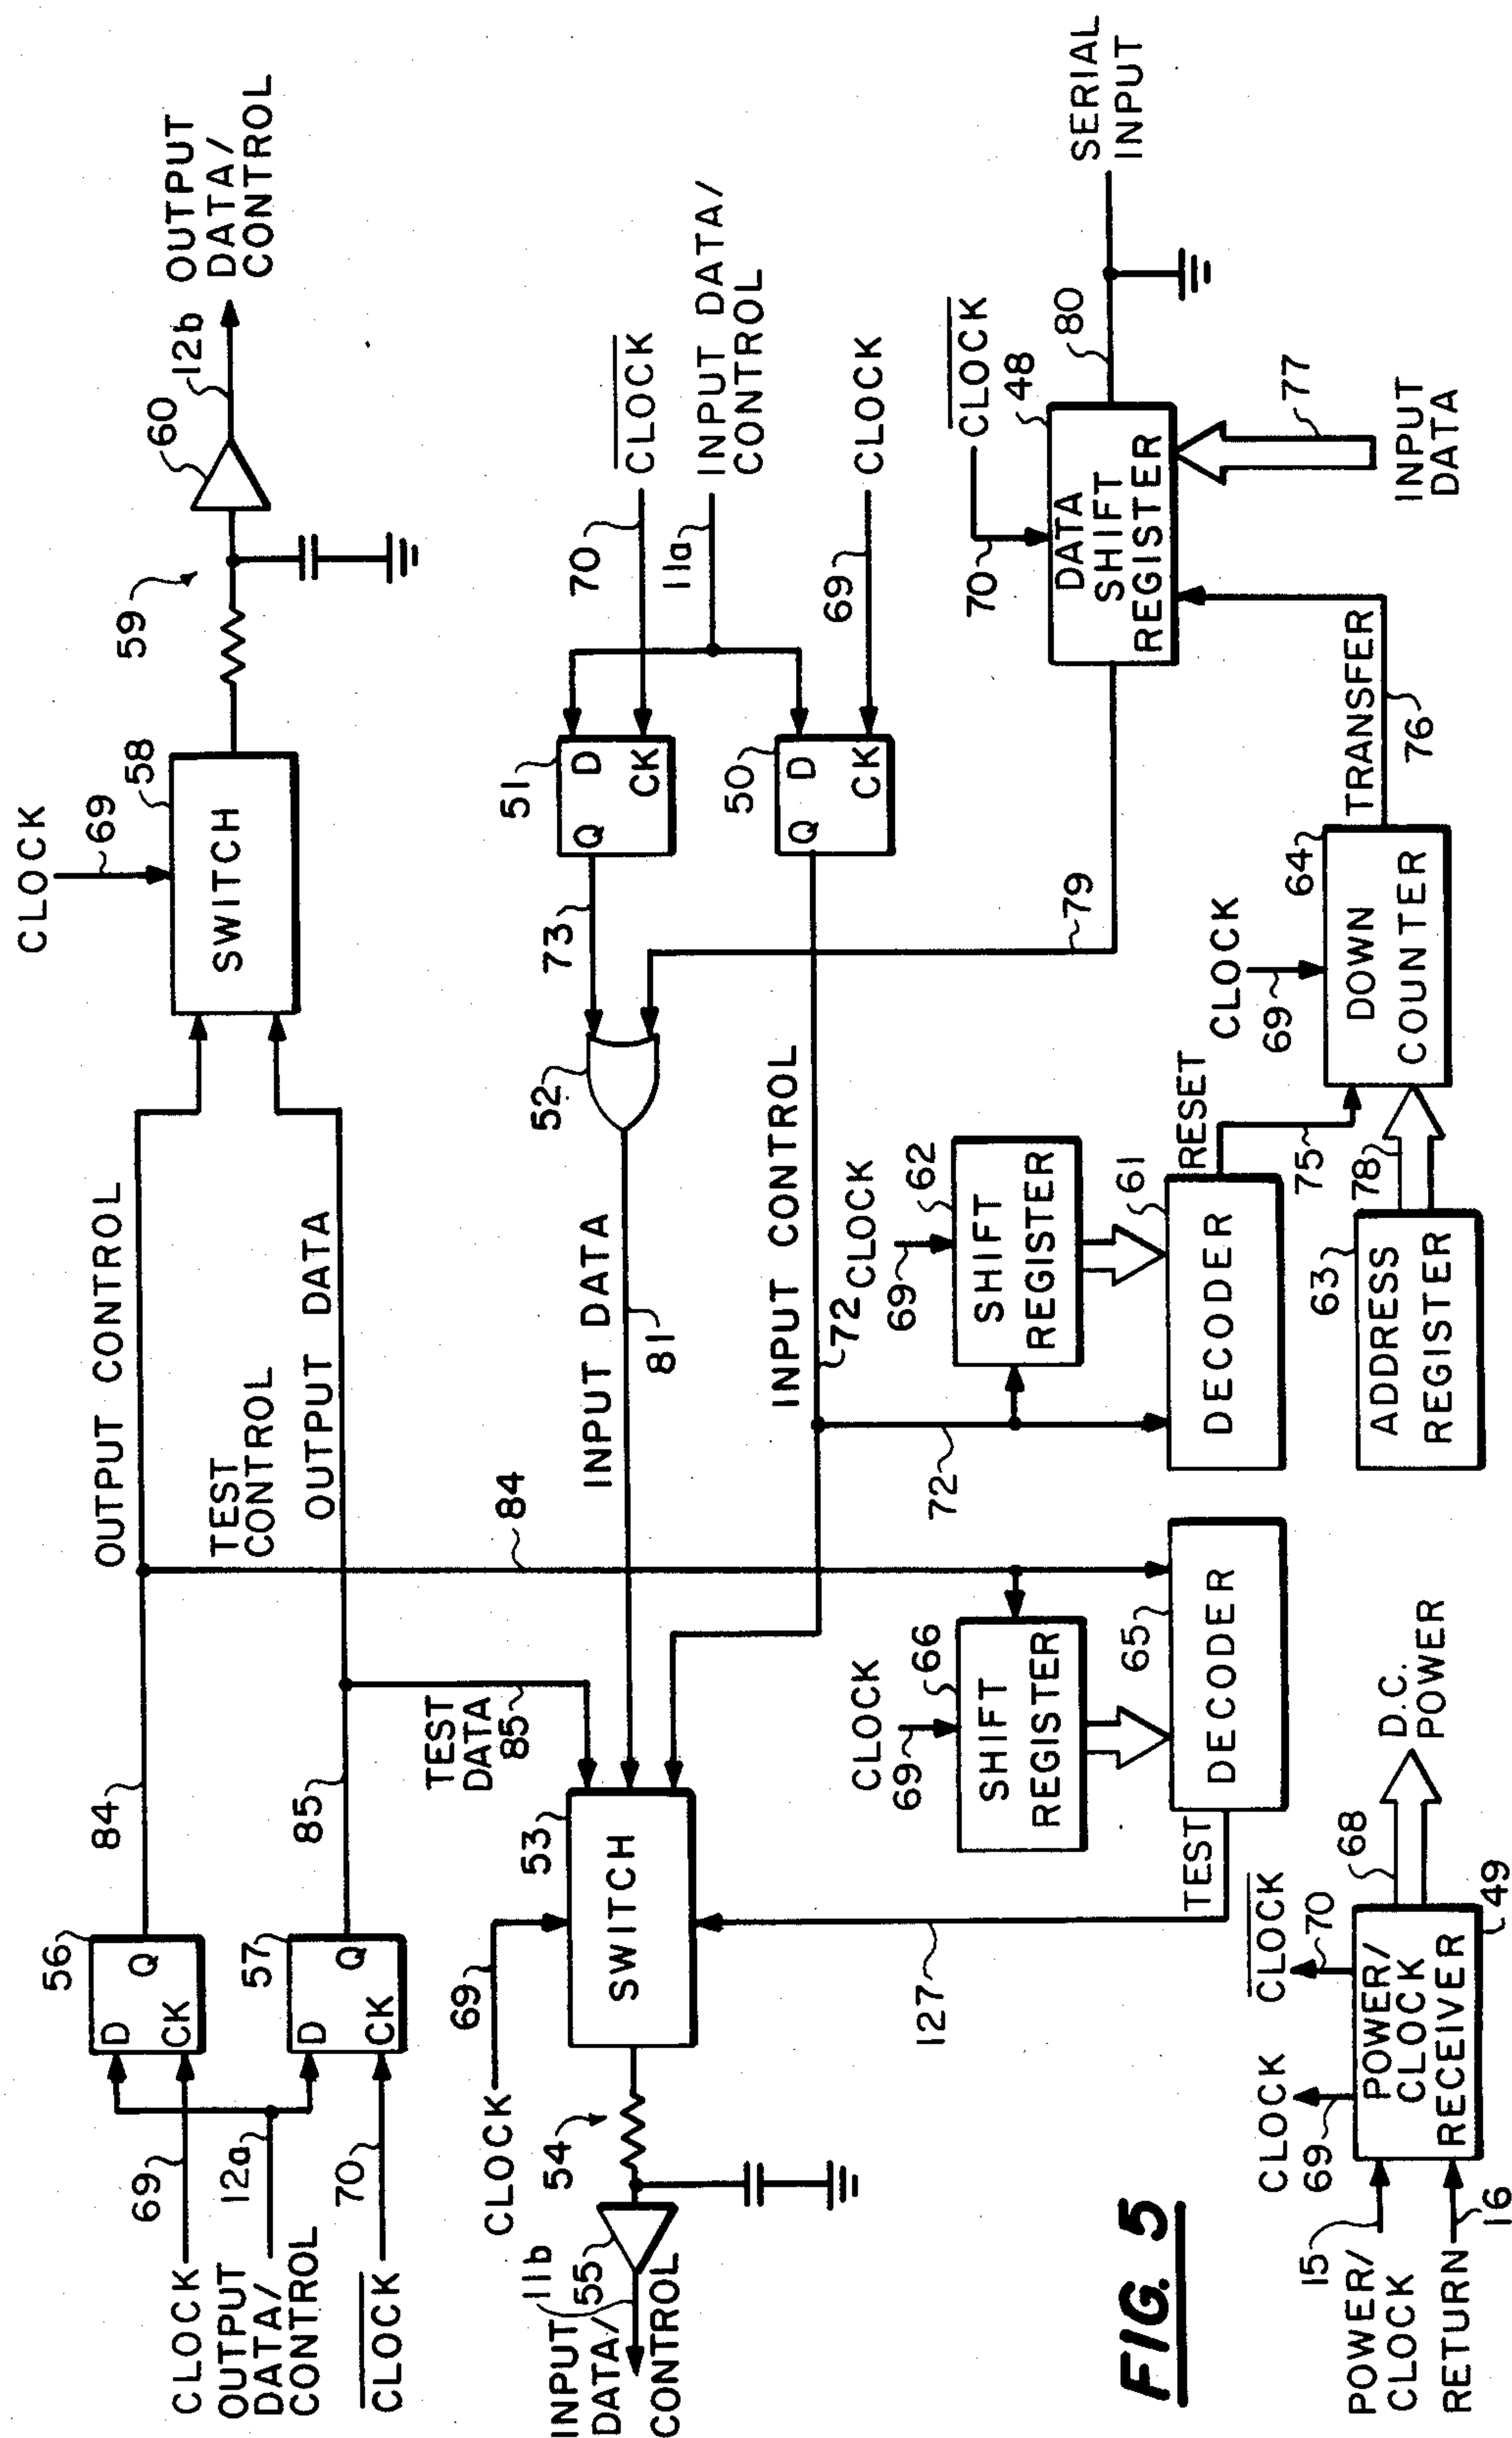 CLOCK
69
OUTPUT
DATA/
CONTROL
12a
CLOCK
70
56
D
Q
CK
57
D
Q
CK
84
85
OUTPUT CONTROL
TEST
CONTROL
OUTPUT DATA
CLOCK
69
58
SWITCH
59
60
12b
OUTPUT
DATA/
CONTROL
INPUT
DATA/
CONTROL
11b
55
54
CLOCK
69
53
SWITCH
TEST
DATA
85
84
INPUT DATA
81
52
73
51
Q
D
CK
70
CLOCK
11a
INPUT DATA/
CONTROL
50
Q
D
CK
69
CLOCK
INPUT CONTROL
72
79
127
TEST
CLOCK
69
66
SHIFT
REGISTER
65
DECODER
72
CLOCK
69
62
SHIFT
REGISTER
61
DECODER
RESET
75
CLOCK
69
64
DOWN
COUNTER
63
ADDRESS
REGISTER
78
TRANSFER
76
70
CLOCK
48
DATA
SHIFT
REGISTER
80
SERIAL
INPUT
77
INPUT
DATA
FIG. 5
POWER/
CLOCK
15
RETURN
16
CLOCK
69
CLOCK
70
POWER/
CLOCK
RECEIVER
49
68
D.C.
POWER